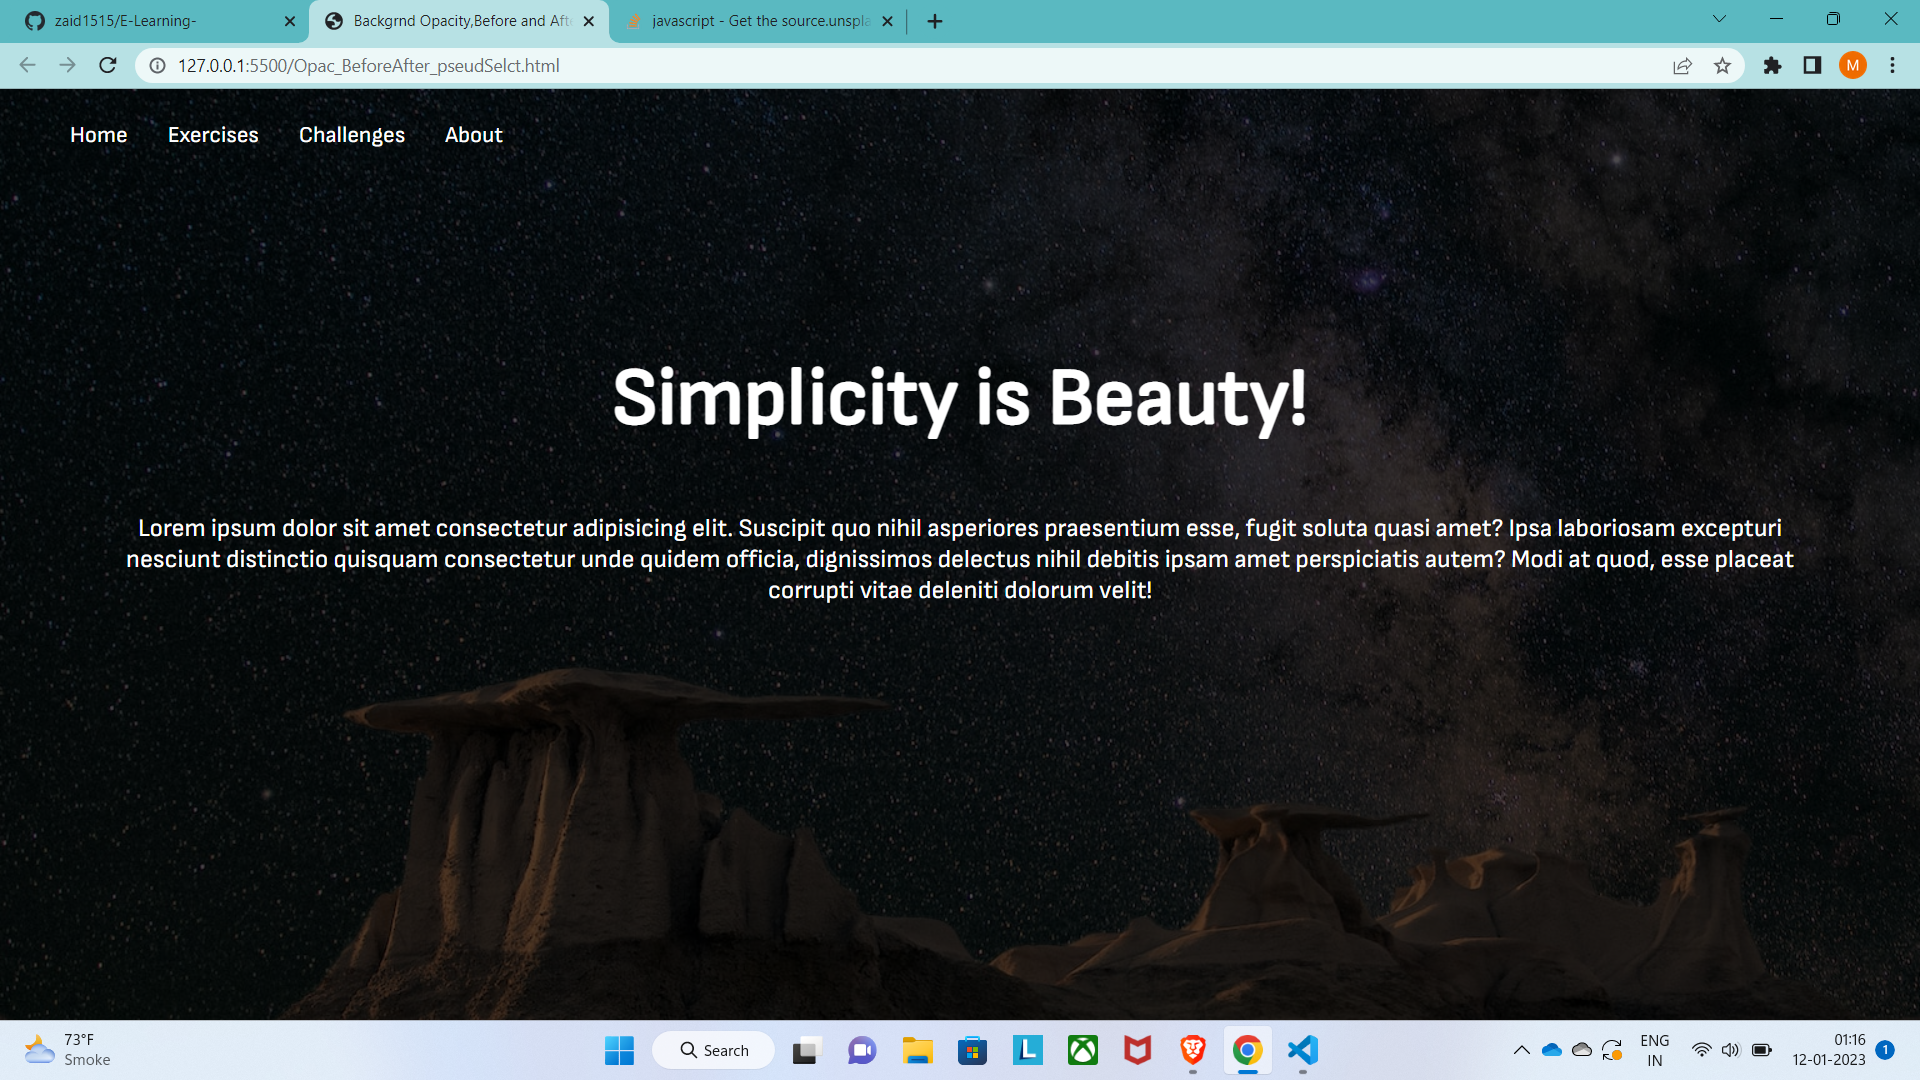 zaid1515/E-Learning-
Backgrnd Opacity,Before and Afte
javascript - Get the source.unspla
127.0.0.1:5500/Opac_BeforeAfter_pseudSelct.html
M
Home Exercises Challenges About
Simplicity is Beauty!
Lorem ipsum dolor sit amet consectetur adipisicing elit. Suscipit quo nihil asperiores praesentium esse, fugit soluta quasi amet? Ipsa laboriosam excepturi
nesciunt distinctio quisquam consectetur unde quidem officia, dignissimos delectus nihil debitis ipsam amet perspiciatis autem? Modi at quod, esse placeat
corrupti vitae deleniti dolorum velit!
73°F
Smoke
Search
L
ENG
IN
01:16
12-01-2023
1